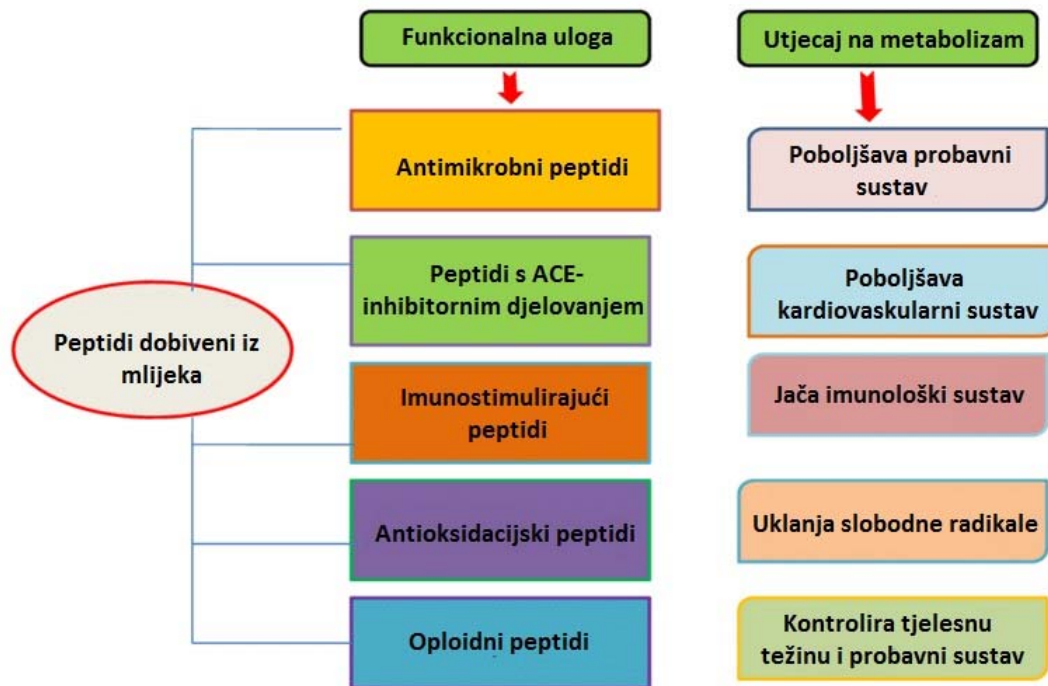 Funkcionalna uloga
Utjecaj na metabolizam
Antimikrobni peptidi
Poboljšava probavni
sustav
Peptidi s ACE-
inhibitornim djelovanjem
Poboljšava
kardiovaskularni sustav
Peptidi dobiveni iz
mlijeka
Imunostimulirajući
peptidi
Jača imunološki sustav
Antioksidacijski peptidi
Uklanja slobodne radikale
Oploidni peptidi
Kontrolira tjelesnu
težinu i probavni sustav